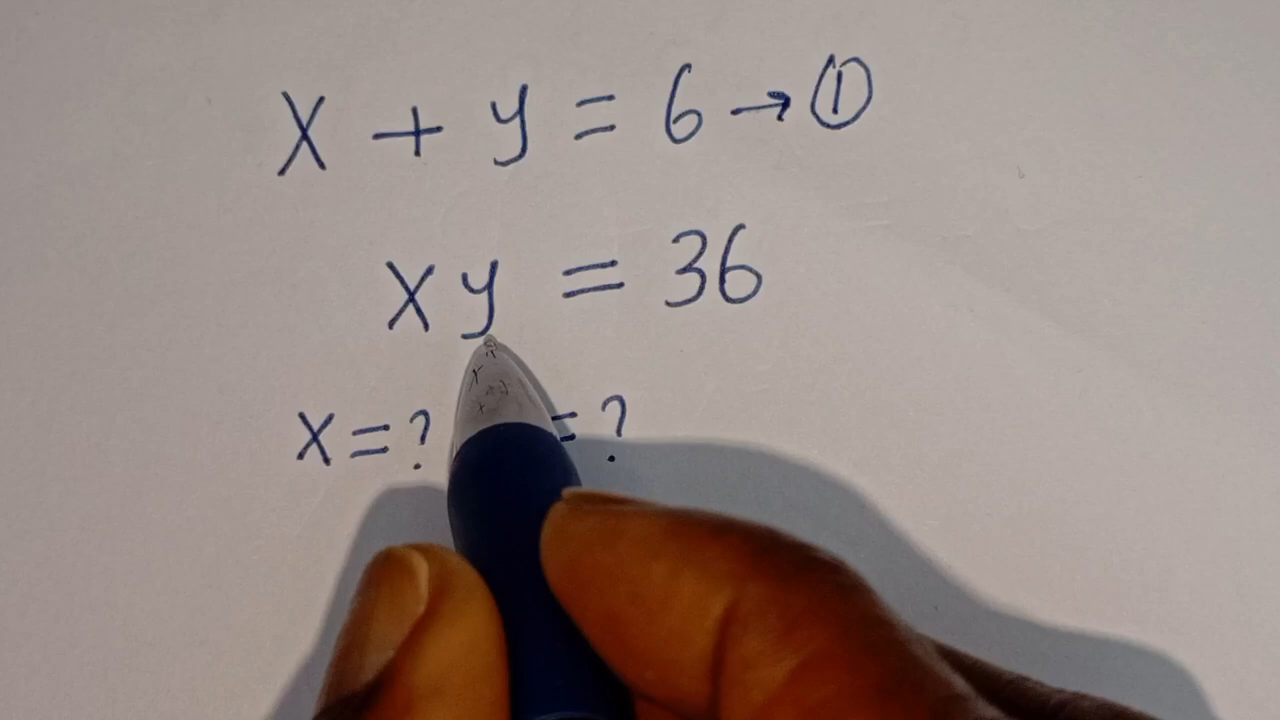 x + y = 6 → ①
xy = 36
x = ? = ?